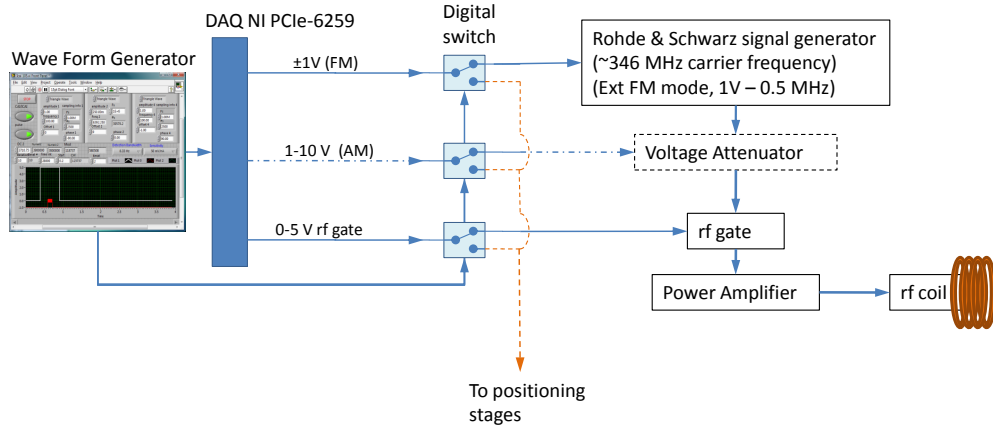 DAQ NI PCIe-6259
Digital
switch
Wave Form Generator
±1V (FM)
Rohde & Schwarz signal generator
(~346 MHz carrier frequency)
(Ext FM mode, 1V – 0.5 MHz)
1-10 V (AM)
Voltage Attenuator
0-5 V rf gate
rf gate
Power Amplifier
rf coil
To positioning
stages